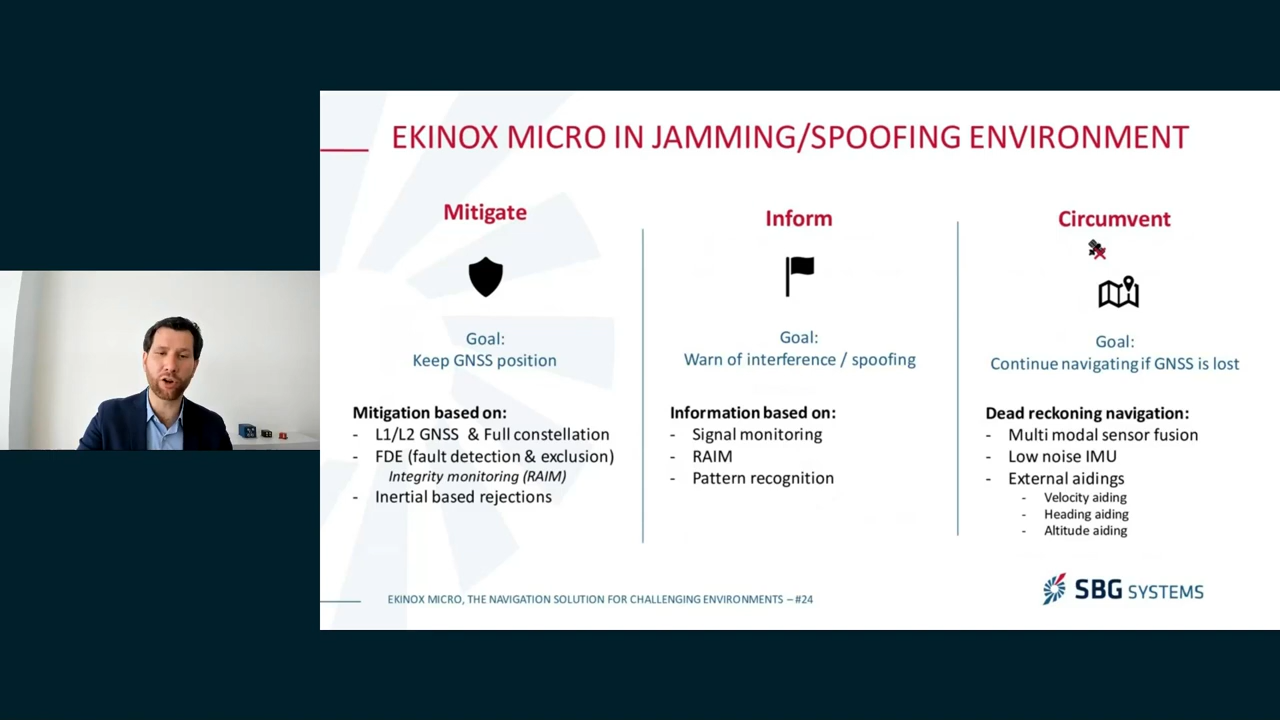 EKINOX MICRO IN JAMMING/SPOOFING ENVIRONMENT
Mitigate
Goal:
Keep GNSS position
Mitigation based on:
- L1/L2 GNSS & Full constellation
- FDE (fault detection & exclusion)
Integrity monitoring (RAIM)
- Inertial based rejections
Inform
Goal:
Warn of interference / spoofing
Information based on:
- Signal monitoring
- RAIM
- Pattern recognition
Circumvent
Goal:
Continue navigating if GNSS is lost
Dead reckoning navigation:
- Multi modal sensor fusion
- Low noise IMU
- External aidings
- Velocity aiding
- Heading aiding
- Altitude aiding
EKINOX MICRO, THE NAVIGATION SOLUTION FOR CHALLENGING ENVIRONMENTS – #24
SBG SYSTEMS